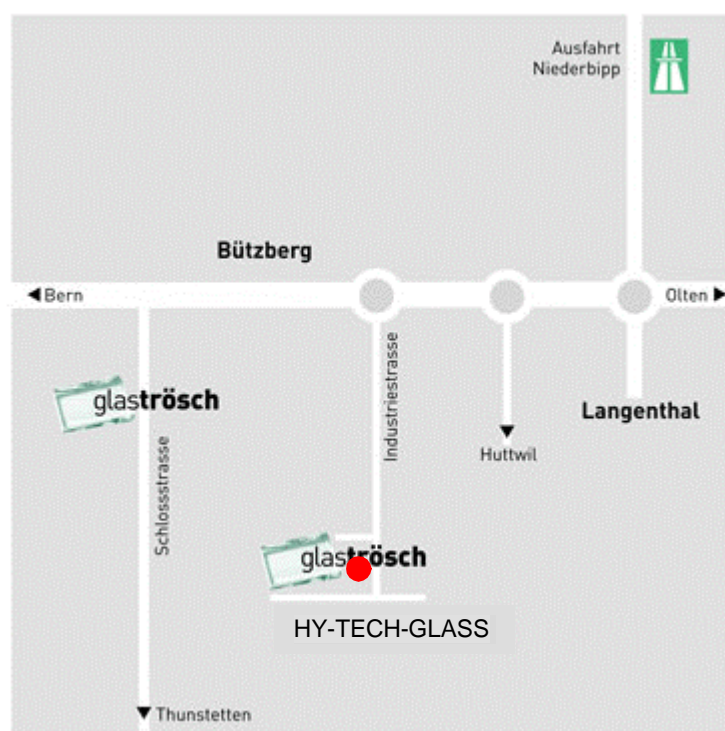 Ausfahrt
Niederbipp
Bützberg
Bern
Olten
glaströsch
Langenthal
Industriestrasse
Huttwil
Schlossstrasse
glaströsch
HY-TECH-GLASS
Thunstetten